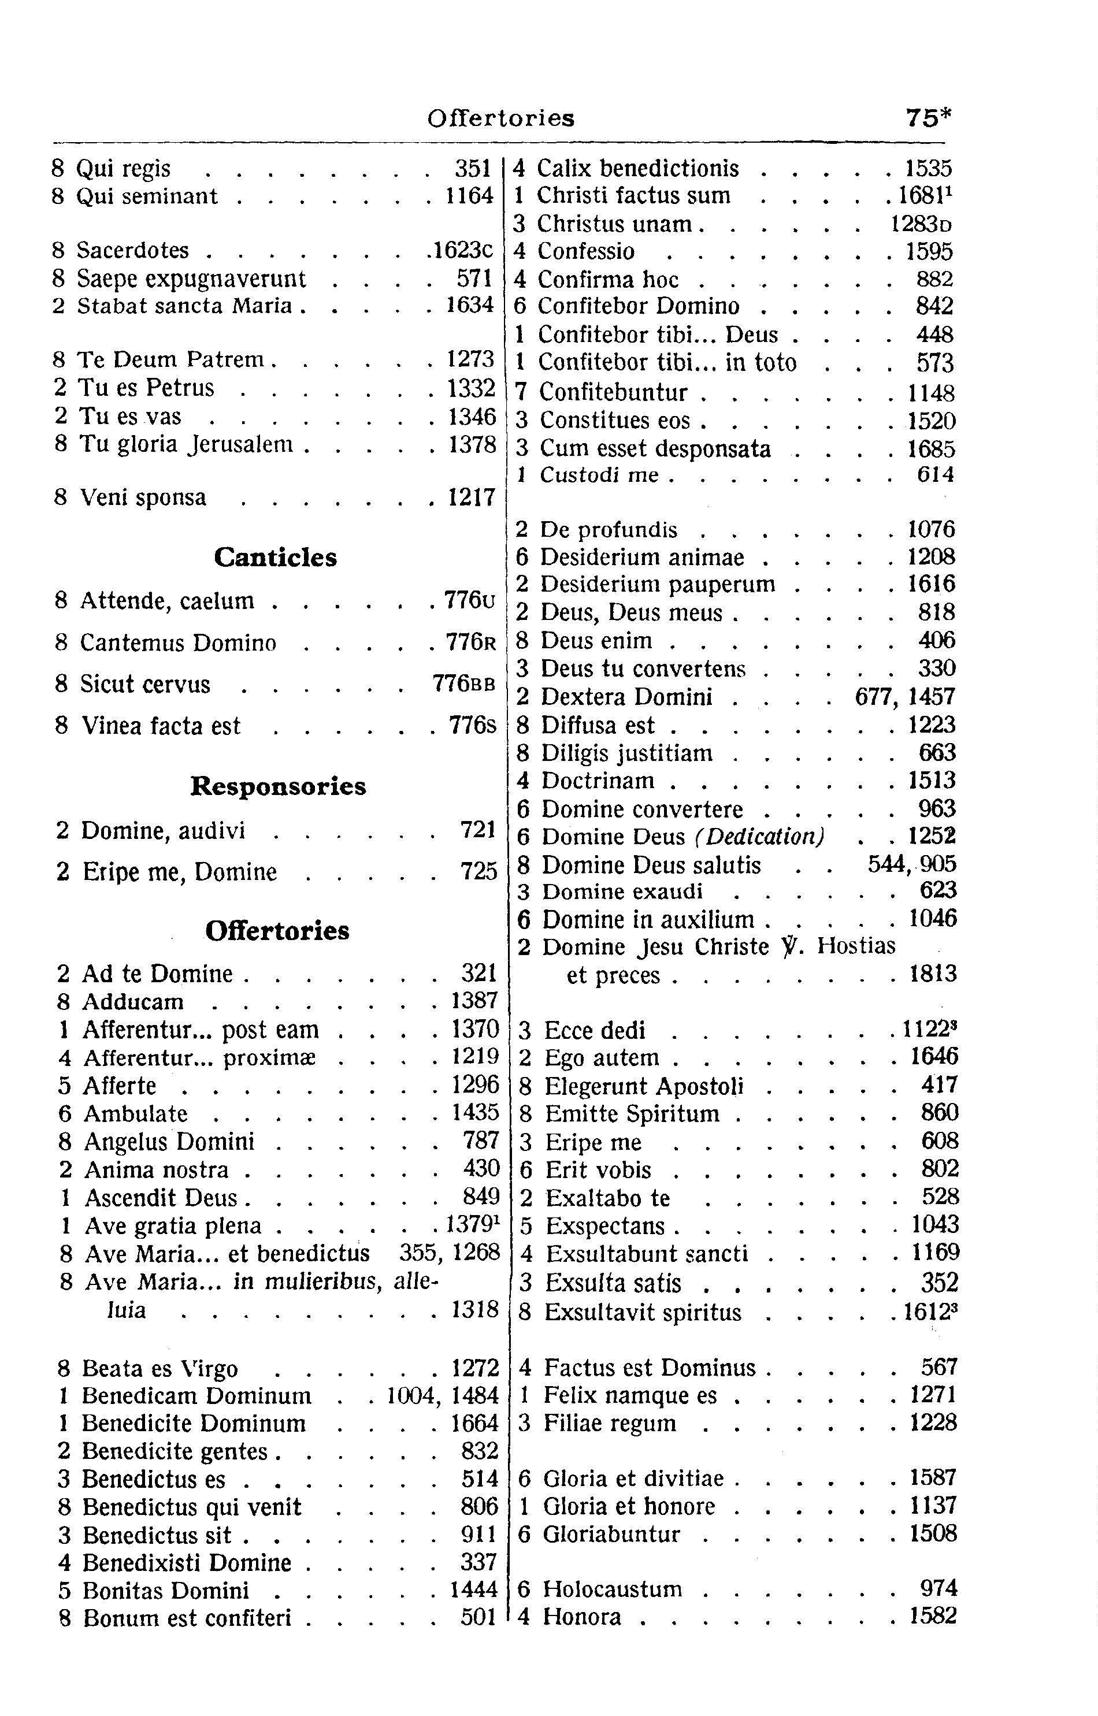 Offertories 75*
8 Qui regis . . . . . . . . 351
8 Qui seminant . . . . . . . 1164
8 Sacerdotes . . . . . . . .1623C
8 Saepe expugnaverunt . . . . 571
2 Stabat sancta Maria . . . . . 1634
8 Te Deum Patrem . . . . . . 1273
2 Tu es Petrus . . . . . . . 1332
2 Tu es vas . . . . . . . . 1346
8 Tu gloria Jerusalem . . . . . 1378
8 Veni sponsa . . . . . . . 1217
Canticles
8 Attende, caelum . . . . . . 776U
8 Cantemus Domino . . . . . 776R
8 Sicut cervus . . . . . . 776BB
8 Vinea facta est . . . . . . 776S
Responsories
2 Domine, audivi . . . . . . 721
2 Eripe me, Domine . . . . . 725
Offertories
2 Ad te Domine . . . . . . . 321
8 Adducam . . . . . . . . 1387
1 Afferentur... post eam . . . . 1370
4 Afferentur... proximæ . . . . 1219
5 Afferte . . . . . . . . . 1296
6 Ambulate . . . . . . . . 1435
8 Angelus Domini . . . . . . 787
2 Anima nostra . . . . . . . 430
1 Ascendit Deus . . . . . . . 849
1 Ave gratia plena . . . . . . 1379¹
8 Ave Maria... et benedictus 355, 1268
8 Ave Maria... in mulieribus, alle-
luia . . . . . . . . . 1318
8 Beata es Virgo . . . . . . 1272
1 Benedicam Dominum . . 1004, 1484
1 Benedicite Dominum . . . . 1664
2 Benedicite gentes . . . . . . 832
3 Benedictus es . . . . . . . 514
8 Benedictus qui venit . . . . 806
3 Benedictus sit . . . . . . . 911
4 Benedixisti Domine . . . . . 337
5 Bonitas Domini . . . . . . 1444
8 Bonum est confiteri . . . . . 501
4 Calix benedictionis . . . . . 1535
1 Christi factus sum . . . . . 1681¹
3 Christus unam . . . . . . 1283D
4 Confessio . . . . . . . . 1595
4 Confirma hoc . . . . . . . 882
6 Confitebor Domino . . . . . 842
1 Confitebor tibi... Deus . . . . 448
1 Confitebor tibi... in toto . . . 573
7 Confitebuntur . . . . . . . 1148
3 Constitues eos . . . . . . . 1520
3 Cum esset desponsata . . . . 1685
1 Custodi me . . . . . . . . 614
2 De profundis . . . . . . . 1076
6 Desiderium animae . . . . . 1208
2 Desiderium pauperum . . . . 1616
2 Deus, Deus meus . . . . . . 818
8 Deus enim . . . . . . . . 406
3 Deus tu convertens . . . . . 330
2 Dextera Domini . . . . 677, 1457
8 Diffusa est . . . . . . . . 1223
8 Diligis justitiam . . . . . . 663
4 Doctrinam . . . . . . . . 1513
6 Domine convertere . . . . . 963
6 Domine Deus (Dedication) . . 1252
8 Domine Deus salutis . . 544, 905
3 Domine exaudi . . . . . . 623
6 Domine in auxilium . . . . . 1046
2 Domine Jesu Christe ℣. Hostias
et preces . . . . . . . . 1813
3 Ecce dedi . . . . . . . . 1122³
2 Ego autem . . . . . . . . 1646
8 Elegerunt Apostoli . . . . . 417
8 Emitte Spiritum . . . . . . 860
3 Eripe me . . . . . . . . 608
6 Erit vobis . . . . . . . . 802
2 Exaltabo te . . . . . . . 528
5 Exspectans . . . . . . . . 1043
4 Exsultabunt sancti . . . . . 1169
3 Exsulta satis . . . . . . . 352
8 Exsultavit spiritus . . . . . 1612³
4 Factus est Dominus . . . . . 567
1 Felix namque es . . . . . . 1271
3 Filiae regum . . . . . . . 1228
6 Gloria et divitiae . . . . . . 1587
1 Gloria et honore . . . . . . 1137
6 Gloriabuntur . . . . . . . 1508
6 Holocaustum . . . . . . . 974
4 Honora . . . . . . . . . 1582